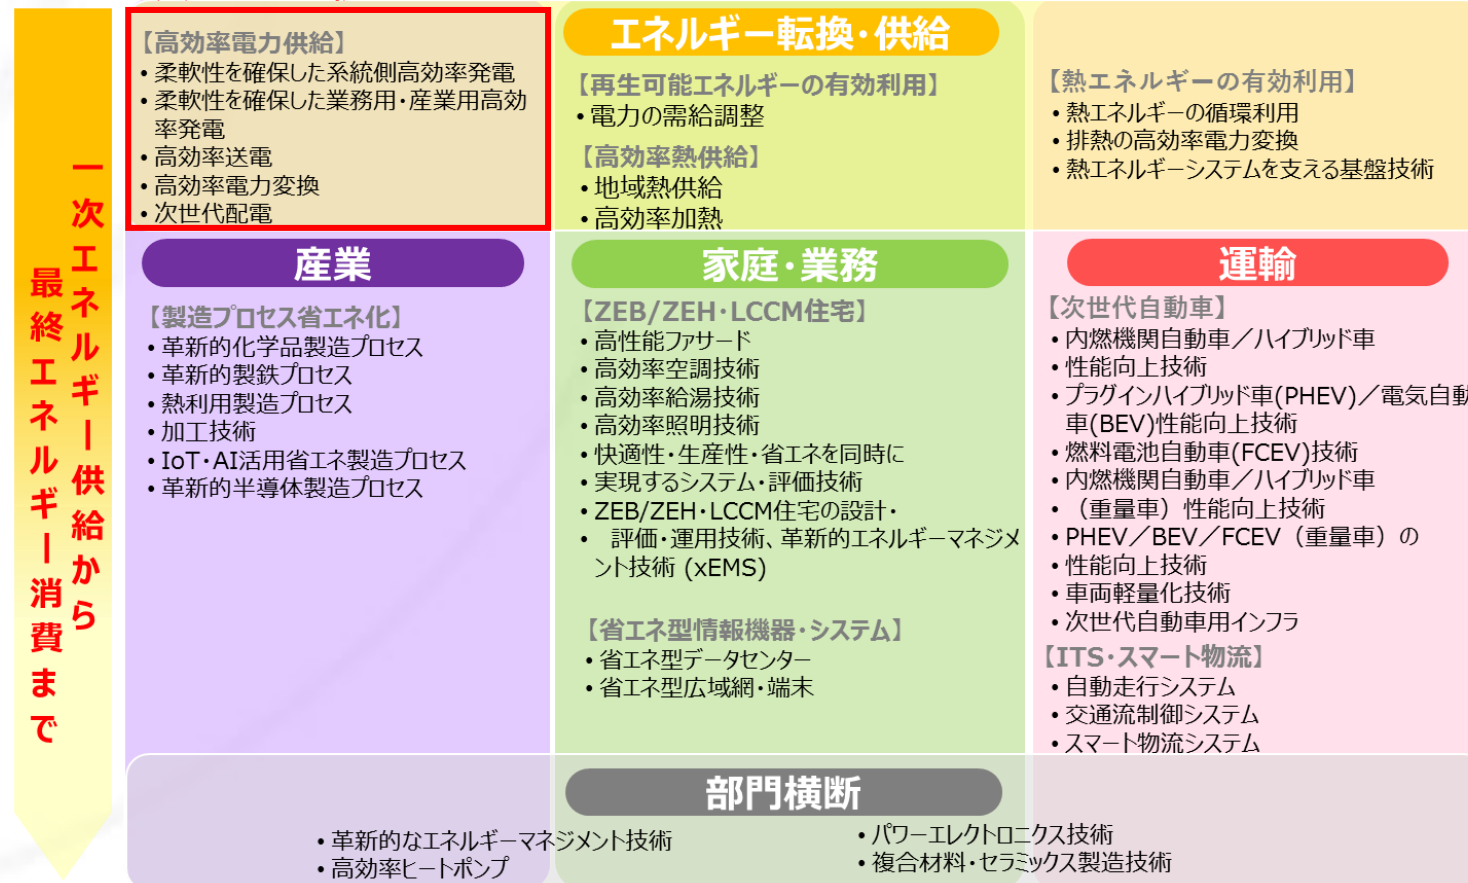 一次エネルギー供給から
最終エネルギー消費まで
【高効率電力供給】
•柔軟性を確保した系統側高効率発電
•柔軟性を確保した業務用・産業用高効
率発電
•高効率送電
•高効率電力変換
•次世代配電
エネルギー転換・供給
【再生可能エネルギーの有効利用】
•電力の需給調整
【高効率熱供給】
•地域熱供給
•高効率加熱
【熱エネルギーの有効利用】
•熱エネルギーの循環利用
•排熱の高効率電力変換
•熱エネルギーシステムを支える基盤技術
産業
【製造プロセス省エネ化】
•革新的化学品製造プロセス
•革新的製鉄プロセス
•熱利用製造プロセス
•加工技術
•IoT・AI活用省エネ製造プロセス
•革新的半導体製造プロセス
家庭・業務
【ZEB/ZEH・LCCM住宅】
•高性能ファサード
•高効率空調技術
•高効率給湯技術
•高効率照明技術
•快適性・生産性・省エネを同時に
•実現するシステム・評価技術
•ZEB/ZEH・LCCM住宅の設計・
• 評価・運用技術、革新的エネルギーマネジメ
ント技術 (xEMS)
【省エネ型情報機器・システム】
•省エネ型データセンター
•省エネ型広域網・端末
運輸
【次世代自動車】
•内燃機関自動車／ハイブリッド車
•性能向上技術
•プラグインハイブリッド車(PHEV)／電気自動
車(BEV)性能向上技術
•燃料電池自動車(FCEV)技術
•内燃機関自動車／ハイブリッド車
•（重量車）性能向上技術
•PHEV／BEV／FCEV（重量車）の
•性能向上技術
•車両軽量化技術
•次世代自動車用インフラ
【ITS・スマート物流】
•自動走行システム
•交通流制御システム
•スマート物流システム
部門横断
•革新的なエネルギーマネジメント技術
•高効率ヒートポンプ
•パワーエレクトロニクス技術
•複合材料・セラミックス製造技術